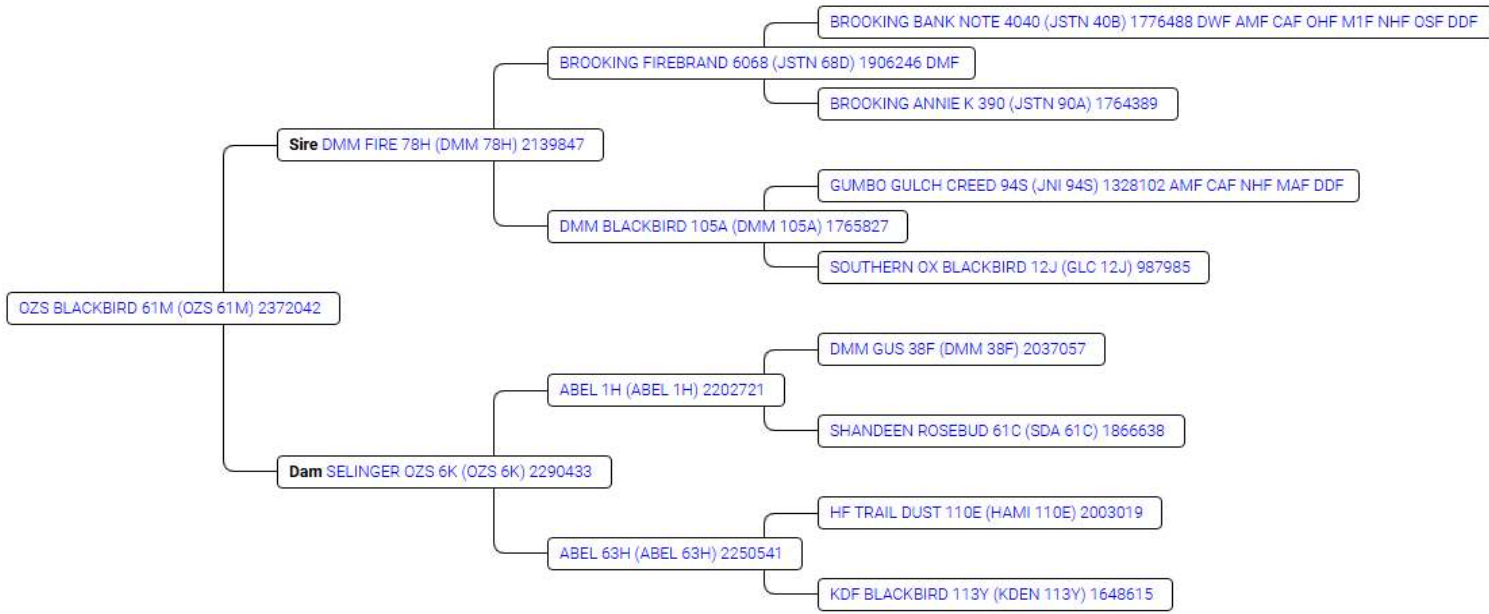 BROOKING BANK NOTE 4040 (JSTN 40B) 1776488 DWF AMF CAF OHF M1F NHF OSF DDF
BROOKING FIREBRAND 6068 (JSTN 68D) 1906246 DMF
BROOKING ANNIE K 390 (JSTN 90A) 1764389
Sire DMM FIRE 78H (DMM 78H) 2139847
GUMBO GULCH CREED 94S (JNI 94S) 1328102 AMF CAF NHF MAF DDF
DMM BLACKBIRD 105A (DMM 105A) 1765827
SOUTHERN OX BLACKBIRD 12J (GLC 12J) 987985
OZS BLACKBIRD 61M (OZS 61M) 2372042
DMM GUS 38F (DMM 38F) 2037057
ABEL 1H (ABEL 1H) 2202721
SHANDEEN ROSEBUD 61C (SDA 61C) 1866638
Dam SELINGER OZS 6K (OZS 6K) 2290433
HF TRAIL DUST 110E (HAMI 110E) 2003019
ABEL 63H (ABEL 63H) 2250541
KDF BLACKBIRD 113Y (KDEN 113Y) 1648615